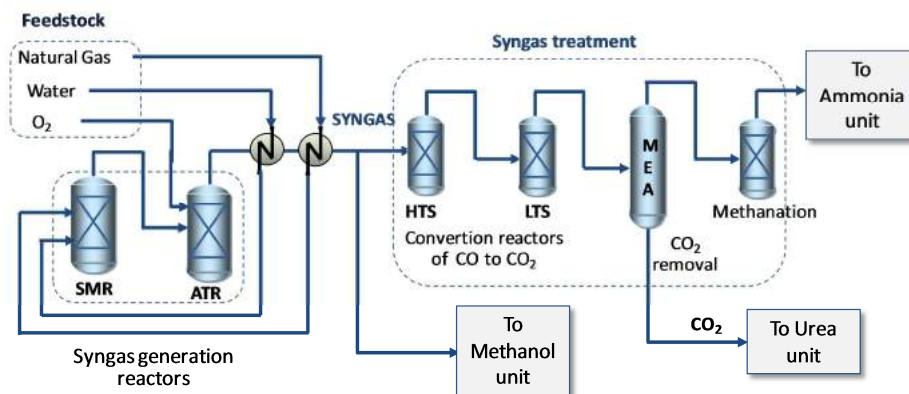 Feedstock
Natural Gas
Water
O₂
SYNGAS
Syngas treatment
To
Ammonia
unit
SMR
ATR
Syngas generation
reactors
HTS
LTS
Convertion reactors
of CO to CO₂
M
E
A
CO₂
removal
Methanation
To
Methanol
unit
CO₂
To Urea
unit